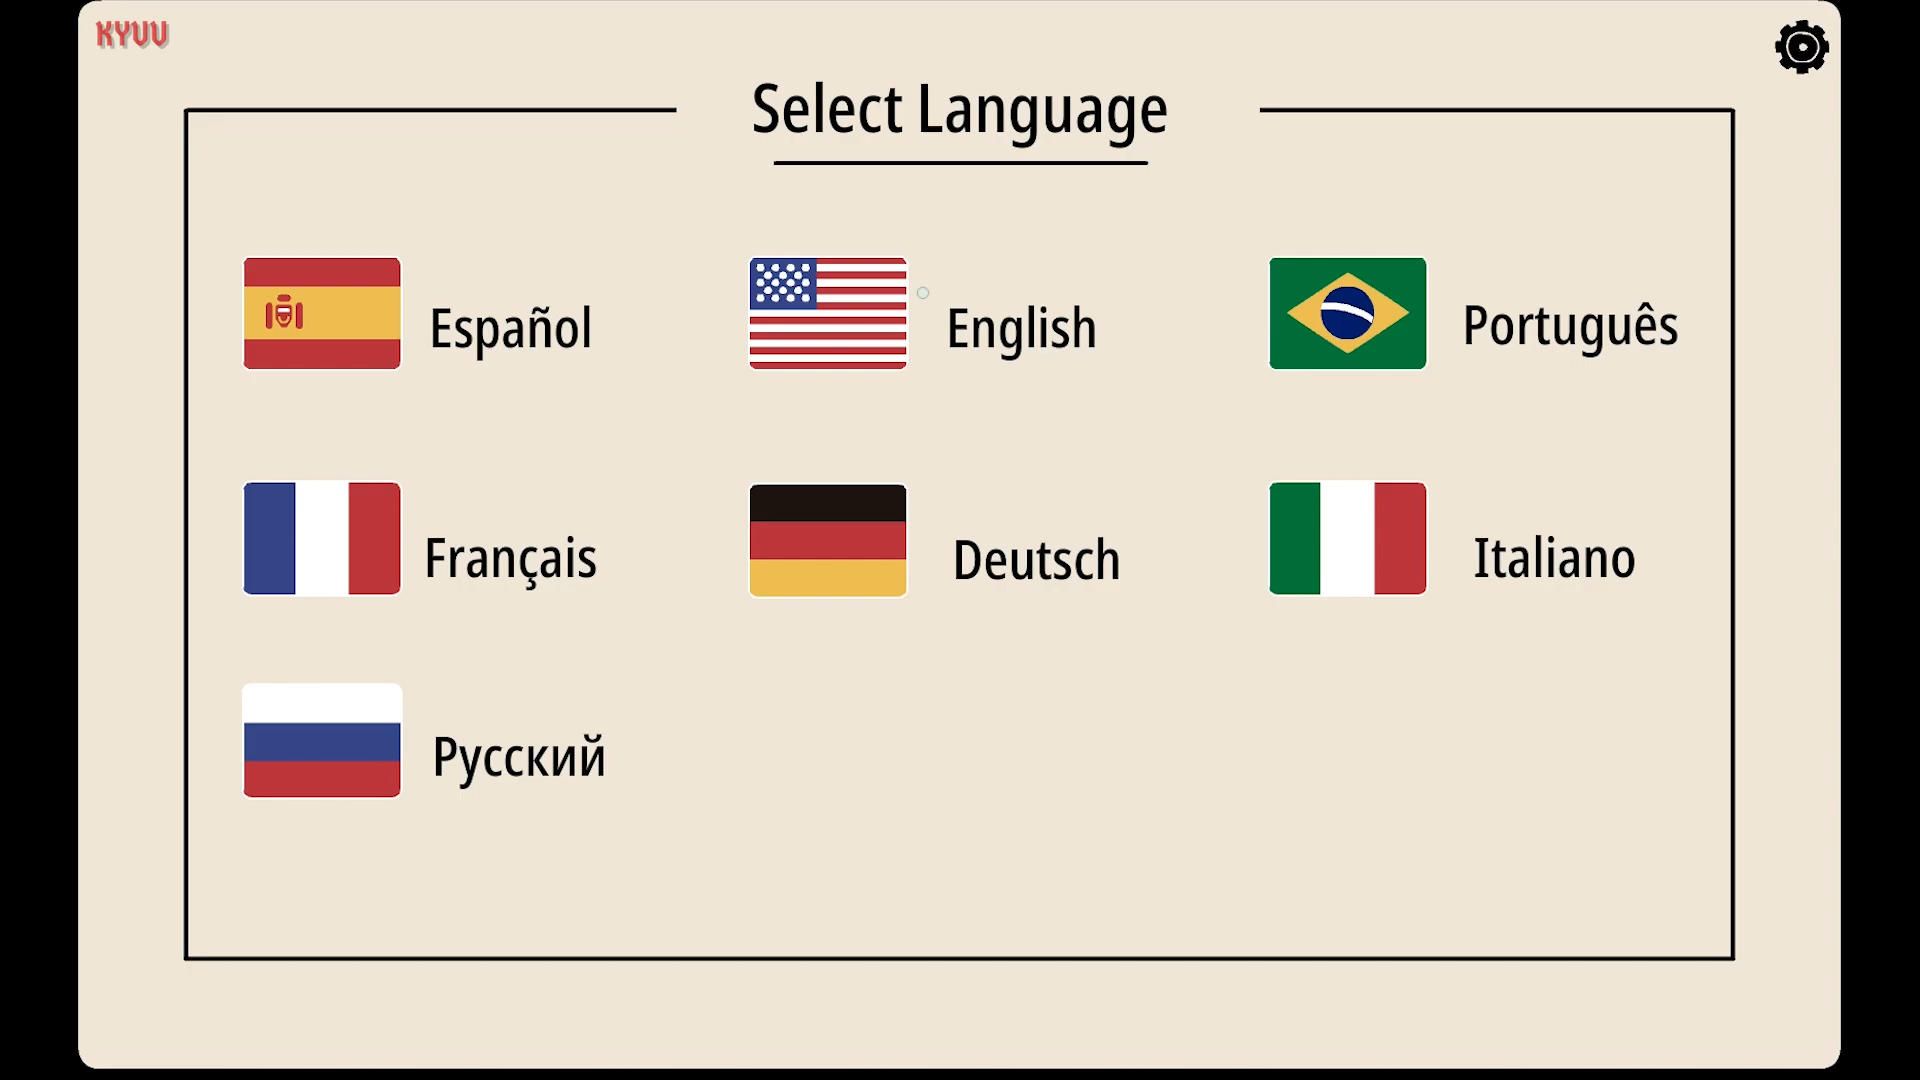 KYUU
Select Language
Español
English
Português
Français
Deutsch
Italiano
Русский